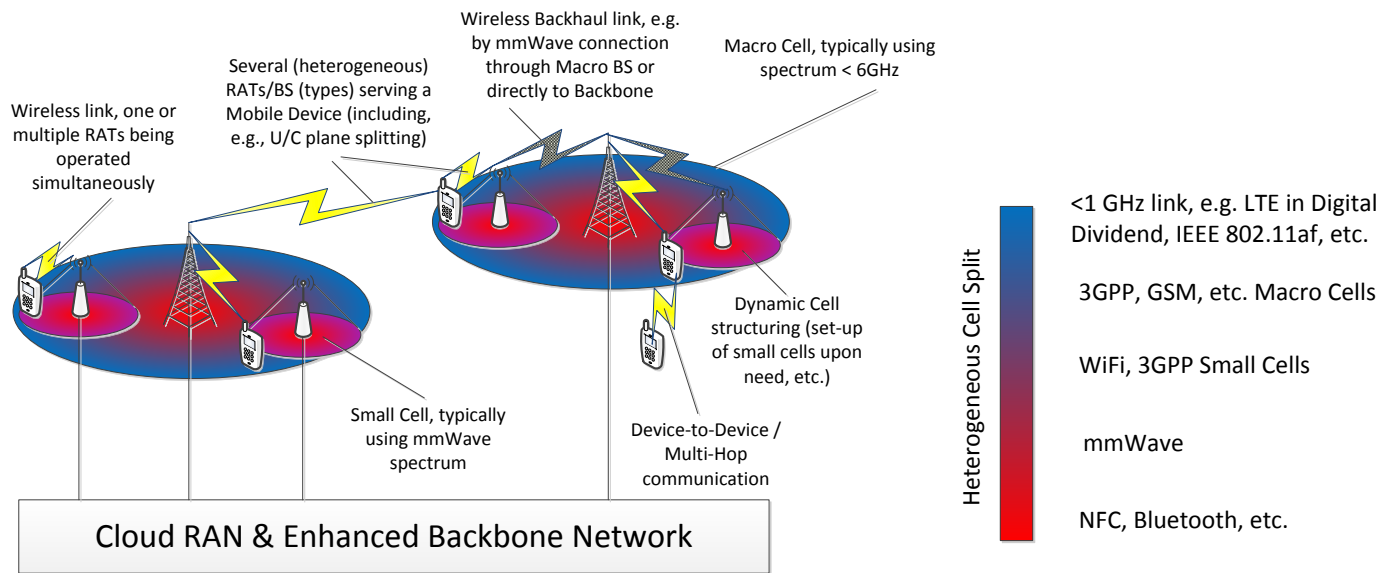 Wireless link, one or
multiple RATs being
operated
simultaneously
Several (heterogeneous)
RATs/BS (types) serving a
Mobile Device (including,
e.g., U/C plane splitting)
Wireless Backhaul link, e.g.
by mmWave connection
through Macro BS or
directly to Backbone
Macro Cell, typically using
spectrum < 6GHz
Small Cell, typically
using mmWave
spectrum
Dynamic Cell
structuring (set-up
of small cells upon
need, etc.)
Device-to-Device /
Multi-Hop
communication
Cloud RAN & Enhanced Backbone Network
Heterogeneous Cell Split
<1 GHz link, e.g. LTE in Digital
Dividend, IEEE 802.11af, etc.
3GPP, GSM, etc. Macro Cells
WiFi, 3GPP Small Cells
mmWave
NFC, Bluetooth, etc.